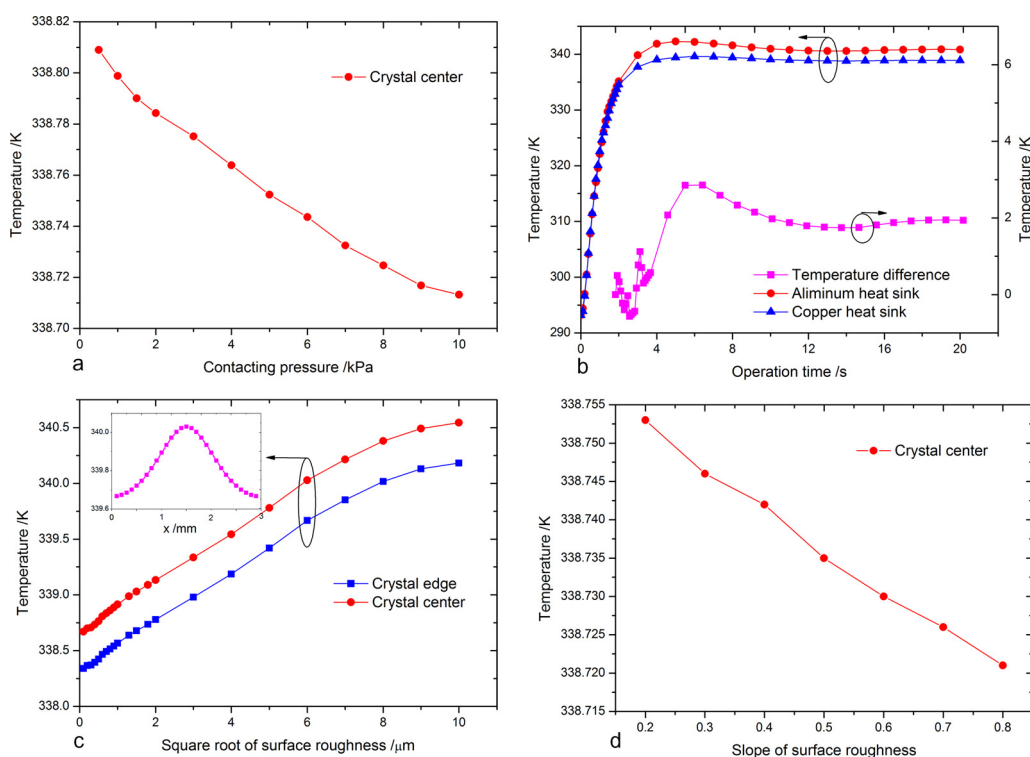 338.82
338.80
338.78
338.76
338.74
338.72
338.70
Temperature /K
Crystal center
0 2 4 6 8 10
Contacting pressure /kPa
a
340
330
320
310
300
290
Temperature /K
6
4
2
0
Temperature /K
Temperature difference
Aliminum heat sink
Copper heat sink
0 4 8 12 16 20
Operation time /s
b
340.5
340.0
339.5
339.0
338.5
338.0
Temperature /K
340.0
339.8
339.6
0 1 2 3
x /mm
Crystal edge
Crystal center
0 2 4 6 8 10
Square root of surface roughness /μm
c
338.755
338.750
338.745
338.740
338.735
338.730
338.725
338.720
338.715
Temperature /K
Crystal center
0.2 0.3 0.4 0.5 0.6 0.7 0.8
Slope of surface roughness
d